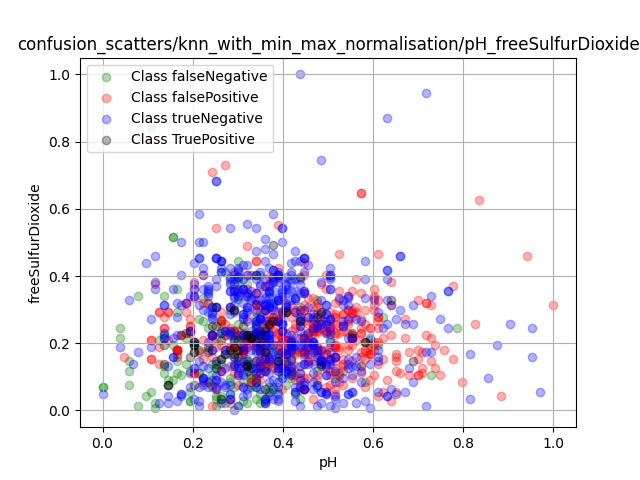 confusion_scatters/knn_with_min_max_normalisation/pH_freeSulfurDioxide
Class falseNegative
Class falsePositive
Class trueNegative
Class TruePositive
freeSulfurDioxide
1.0
0.8
0.6
0.4
0.2
0.0
0.0 0.2 0.4 0.6 0.8 1.0
pH